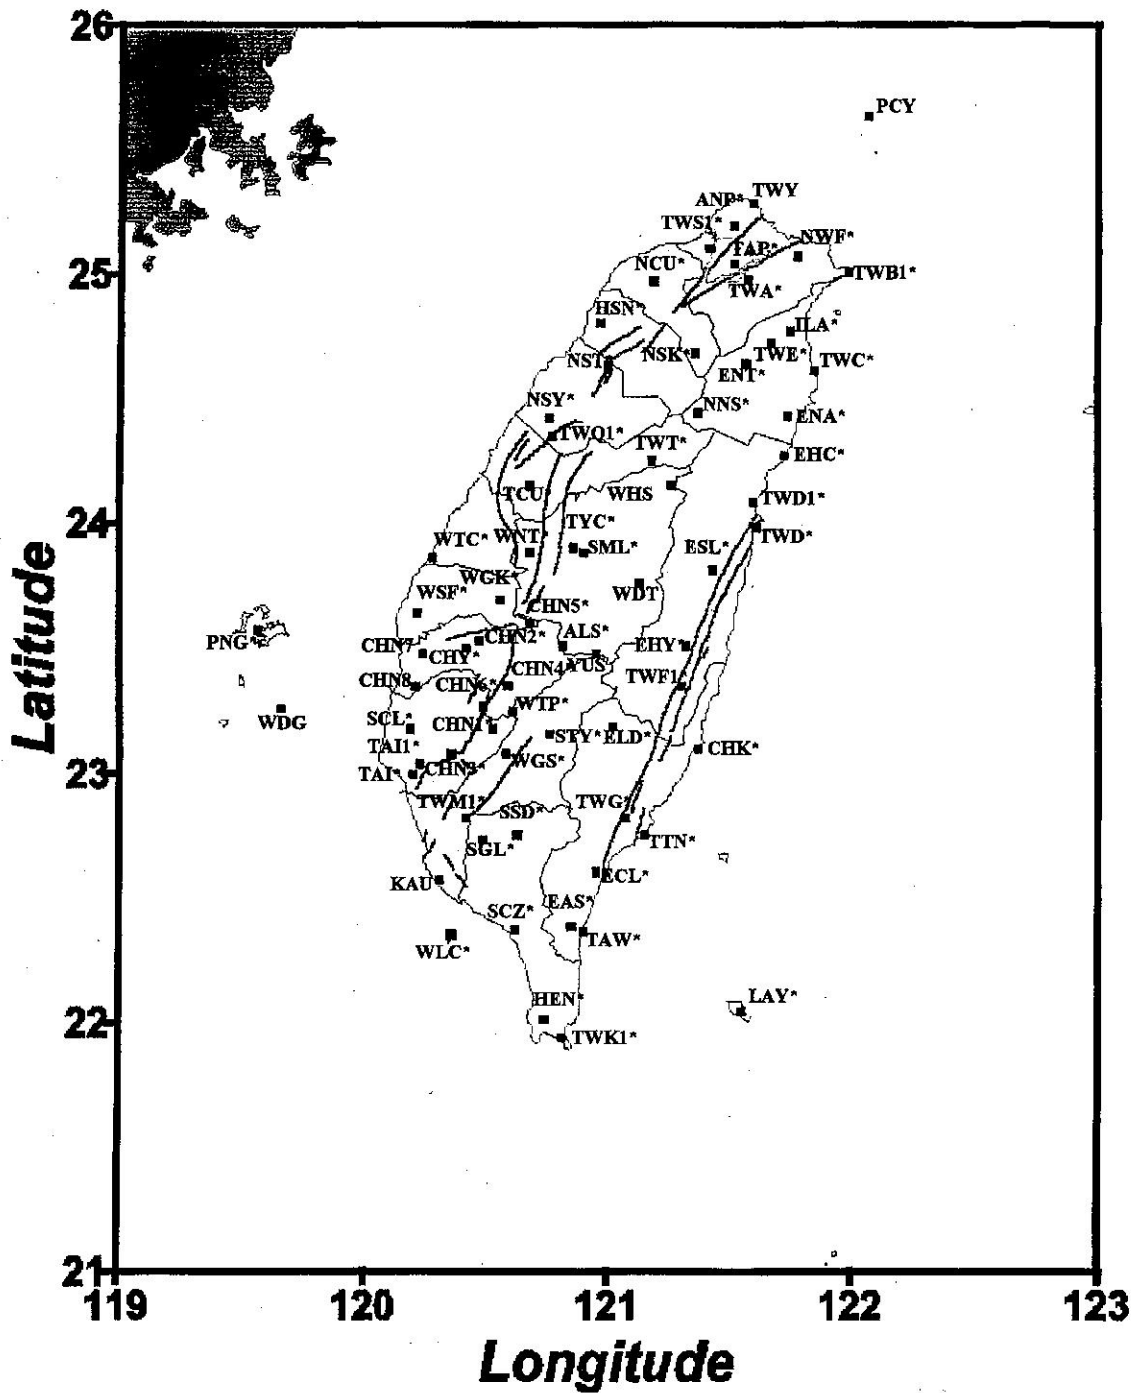 26
PCY
TWY
ANP*
TWS1*
NWF*
TAP*
25
NCU*
TWB1*
TWA*
HSN*
ILA*
NST*
NSK*
TWE*
TWC*
ENT*
NSY*
NNS*
ENA*
TWQ1*
TWT*
EHC*
TCU*
WHS
TWD1*
24
TYC*
WTC*
WNT*
SML*
ESL*
TWD*
WGK*
WSF*
WDT
CHN5*
PNG*
CHN7
CHN2*
ALS*
EHY*
CHY*
YUS
CHN4*
TWF1*
CHN8
CHN6*
WTP*
WDG
SCL*
CHN1*
STY*
ELD*
TAI1*
CHK*
WGS*
23
TAI*
CHN3*
TWM1*
SSD*
TWG*
SGL*
TTN*
KAU
ECL*
EAS*
SCZ*
TAW*
WLC*
HEN*
LAY*
22
TWK1*
21
119
120
121
122
123
Latitude
Longitude